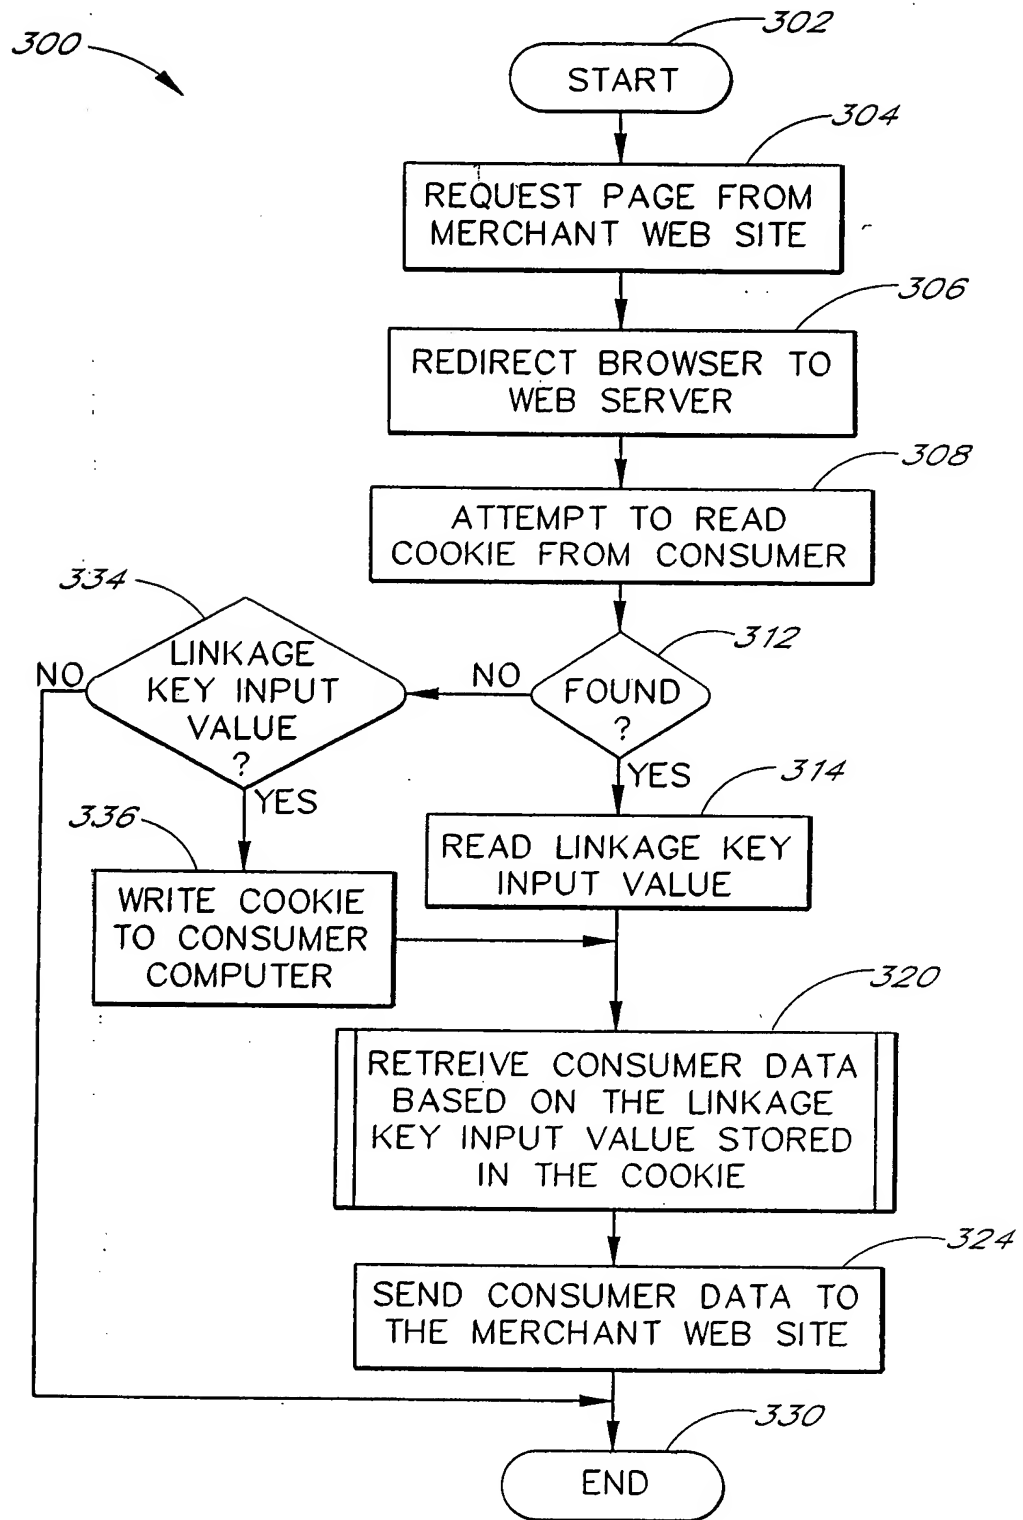 300
302
START
304
REQUEST PAGE FROM
MERCHANT WEB SITE
306
REDIRECT BROWSER TO
WEB SERVER
308
ATTEMPT TO READ
COOKIE FROM CONSUMER
334
LINKAGE
KEY INPUT
VALUE
?
NO
YES
312
FOUND
?
NO
YES
314
READ LINKAGE KEY
INPUT VALUE
336
WRITE COOKIE
TO CONSUMER
COMPUTER
320
RETREIVE CONSUMER DATA
BASED ON THE LINKAGE
KEY INPUT VALUE STORED
IN THE COOKIE
324
SEND CONSUMER DATA TO
THE MERCHANT WEB SITE
330
END